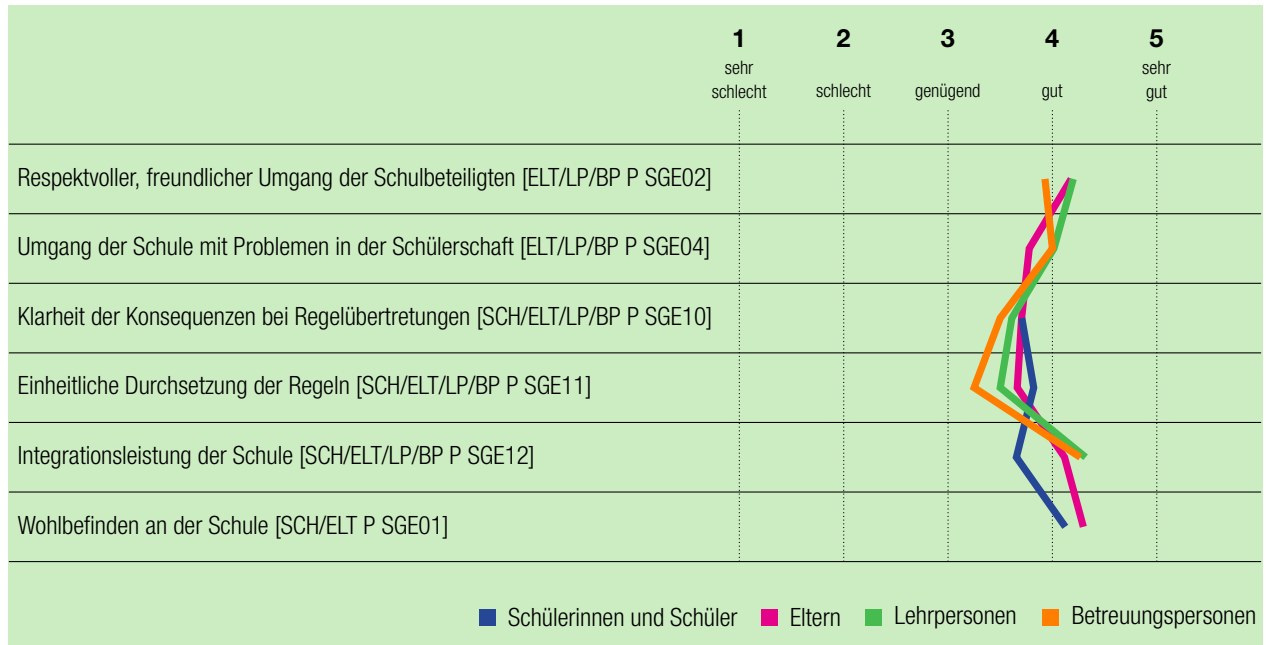 1 2 3 4 5
sehr schlecht schlecht genügend gut sehr gut
Respektvoller, freundlicher Umgang der Schulbeteiligten [ELT/LP/BP P SGE02]
Umgang der Schule mit Problemen in der Schülerschaft [ELT/LP/BP P SGE04]
Klarheit der Konsequenzen bei Regelübertretungen [SCH/ELT/LP/BP P SGE10]
Einheitliche Durchsetzung der Regeln [SCH/ELT/LP/BP P SGE11]
Integrationsleistung der Schule [SCH/ELT/LP/BP P SGE12]
Wohlbefinden an der Schule [SCH/ELT P SGE01]
Schülerinnen und Schüler Eltern Lehrpersonen Betreuungspersonen